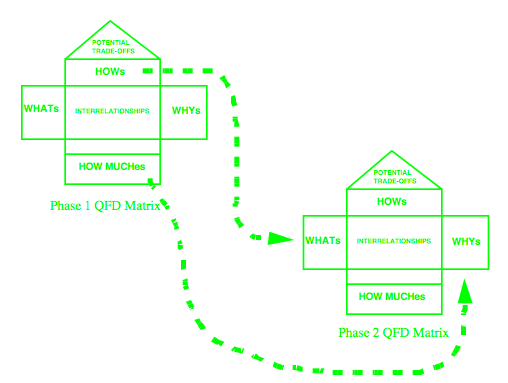 POTENTIAL
TRADE-OFFS
HOWs
WHATs
INTERRELATIONSHIPS
WHYs
HOW MUCHes
Phase 1 QFD Matrix
POTENTIAL
TRADE-OFFS
HOWs
WHATs
INTERRELATIONSHIPS
WHYs
HOW MUCHes
Phase 2 QFD Matrix